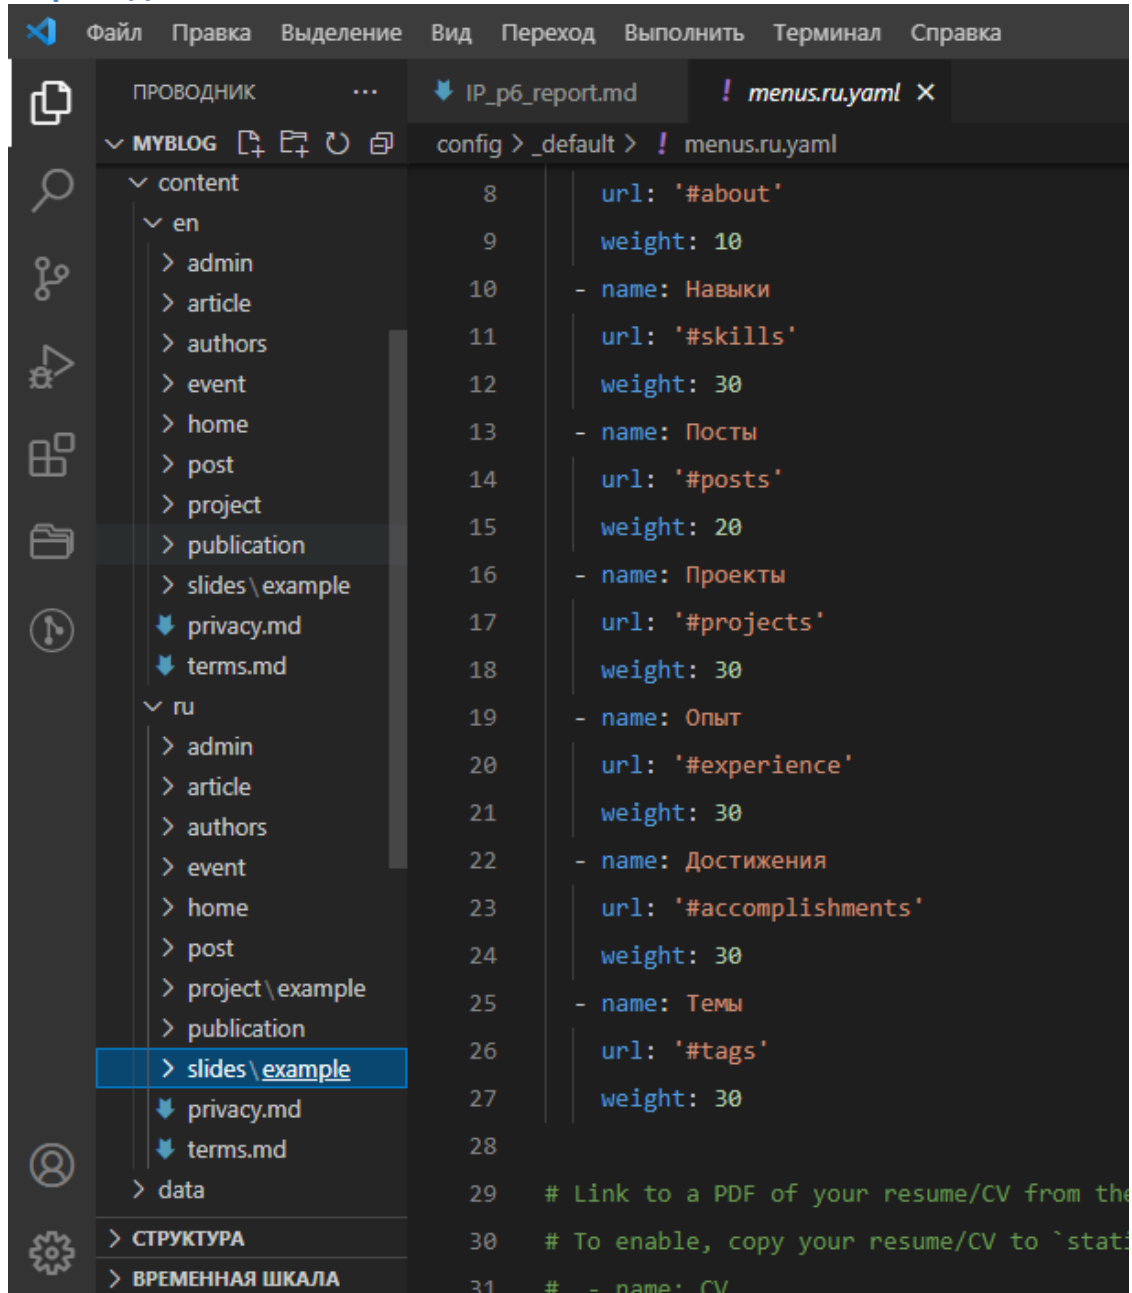 Файл Правка Выделение Вид Переход Выполнить Терминал Справка
ПРОВОДНИК ...
MYBLOG
content
en
admin
article
authors
event
home
post
project
publication
slides\example
privacy.md
terms.md
ru
admin
article
authors
event
home
post
project\example
publication
slides\example
privacy.md
terms.md
data
СТРУКТУРА
ВРЕМЕННАЯ ШКАЛА
IP_p6_report.md ! menus.ru.yaml ×
config > _default > ! menus.ru.yaml
8 url: '#about'
9 weight: 10
10 - name: Навыки
11 url: '#skills'
12 weight: 30
13 - name: Посты
14 url: '#posts'
15 weight: 20
16 - name: Проекты
17 url: '#projects'
18 weight: 30
19 - name: Опыт
20 url: '#experience'
21 weight: 30
22 - name: Достижения
23 url: '#accomplishments'
24 weight: 30
25 - name: Темы
26 url: '#tags'
27 weight: 30
28
29 # Link to a PDF of your resume/CV from the
30 # To enable, copy your resume/CV to `stati
31 # - name: CV